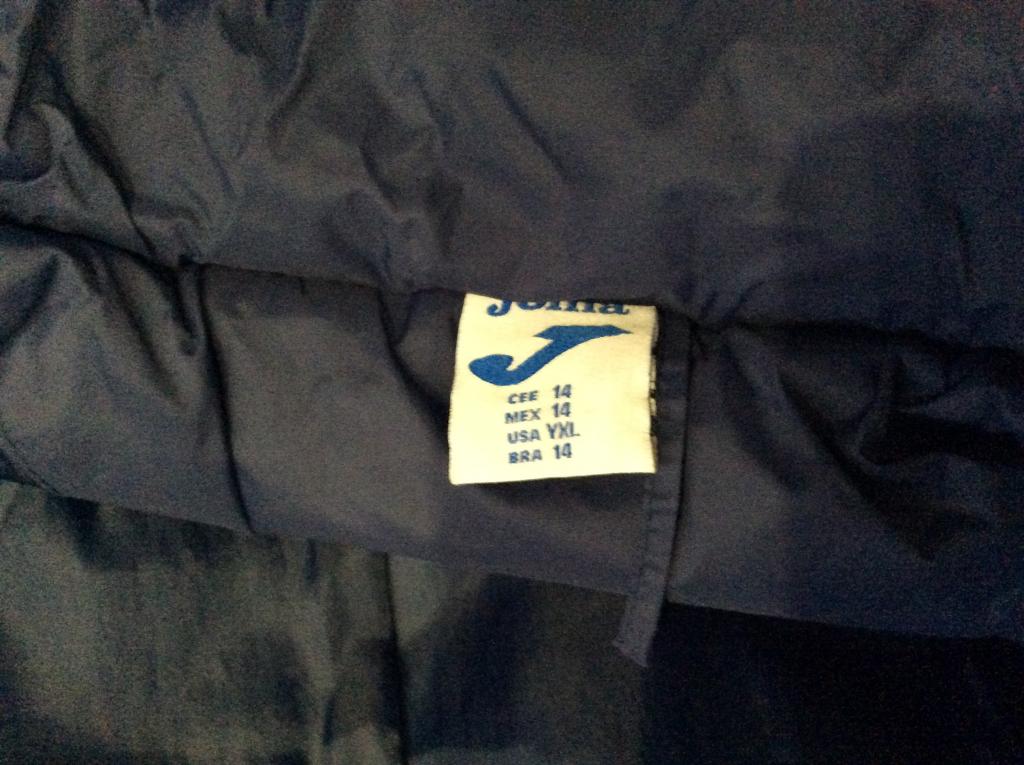 Joma
CEE 14
MEX 14
USA YXL
BRA 14